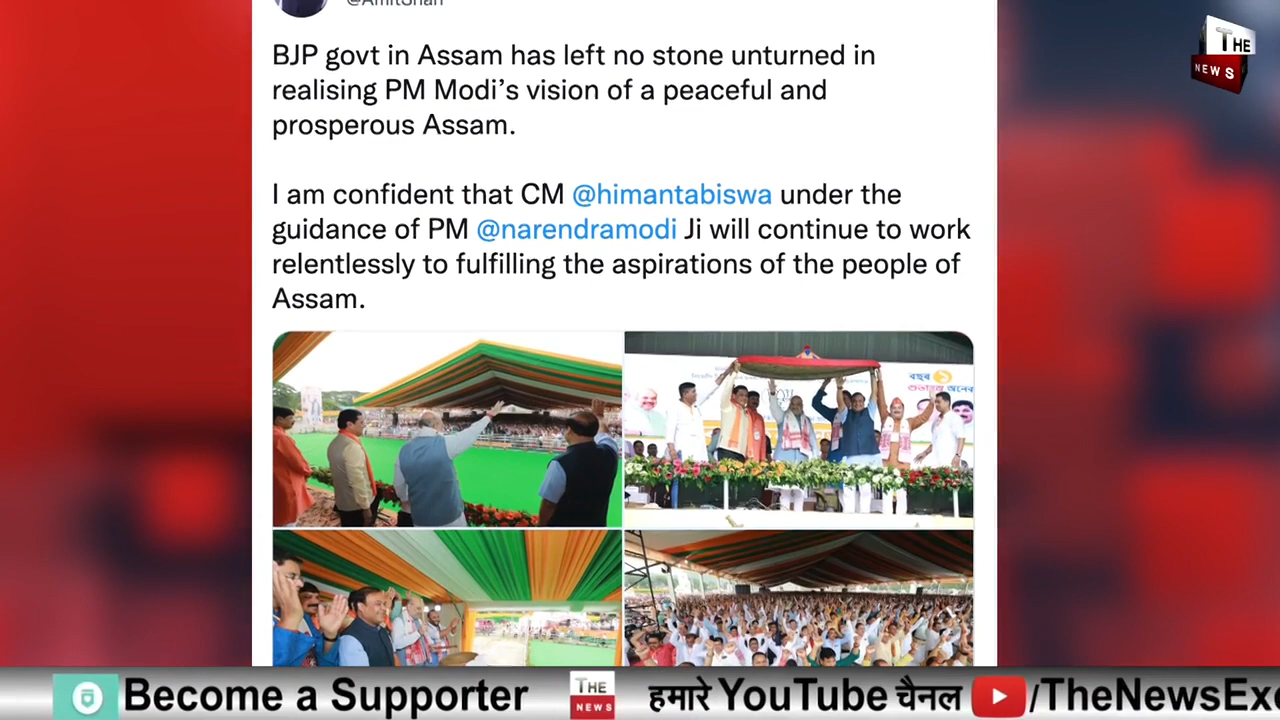 @AmitShah
THE
NEWS
BJP govt in Assam has left no stone unturned in
realising PM Modi’s vision of a peaceful and
prosperous Assam.
I am confident that CM @himantabiswa under the
guidance of PM @narendramodi Ji will continue to work
relentlessly to fulfilling the aspirations of the people of
Assam.
Become a Supporter
THE
NEWS
हमारे YouTube चैनल /TheNewsExc